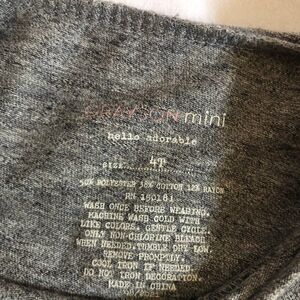 GRAYSON mini
hello adorable
SIZE: 4T
50% POLYESTER 38% COTTON 12% RAYON
RN 150181
WASH ONCE BEFORE WEARING.
MACHINE WASH COLD WITH
LIKE COLORS. GENTLE CYCLE.
ONLY NON-CHLORINE BLEACH
WHEN NEEDED. TUMBLE DRY LOW.
REMOVE PROMPTLY.
COOL IRON IF NEEDED.
DO NOT IRON DECORATION.
MADE IN CHINA